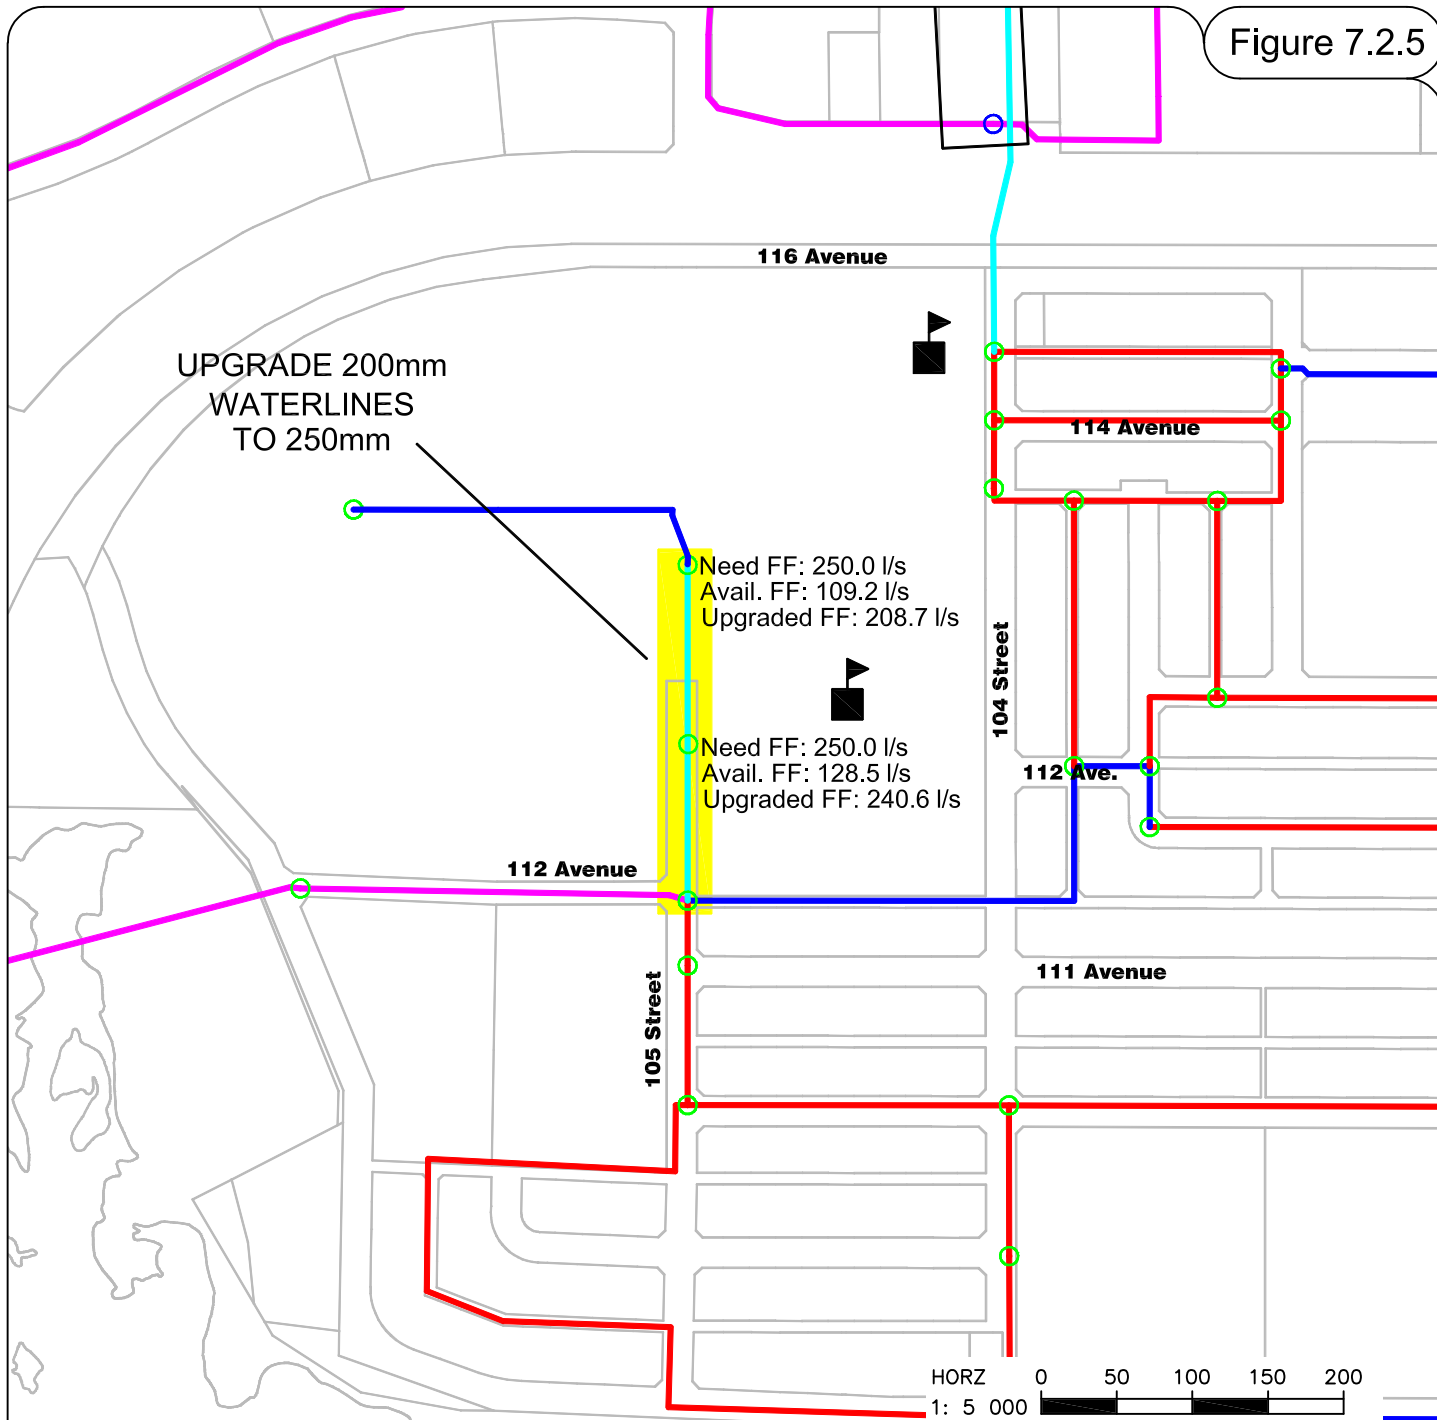 Figure 7.2.5
116 Avenue
UPGRADE 200mm
WATERLINES
TO 250mm
114 Avenue
Need FF: 250.0 l/s
Avail. FF: 109.2 l/s
Upgraded FF: 208.7 l/s
104 Street
Need FF: 250.0 l/s
Avail. FF: 128.5 l/s
Upgraded FF: 240.6 l/s
112 Ave.
112 Avenue
111 Avenue
105 Street
HORZ 0 50 100 150 200
1: 5 000